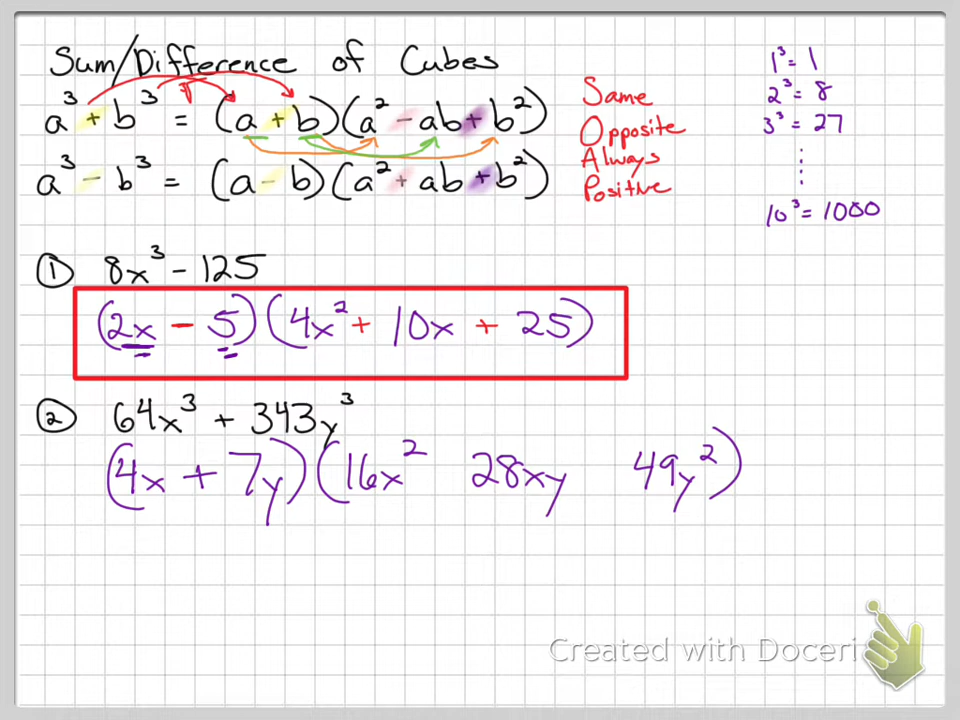 Sum/Difference of Cubes
a³ + b³ = (a + b)(a² - ab + b²)
a³ - b³ = (a - b)(a² + ab + b²)
Same
Opposite
Always
Positive
1³ = 1
2³ = 8
3³ = 27
⋮
10³ = 1000
① 8x³ - 125
(2x - 5)(4x² + 10x + 25)
② 64x³ + 343y³
(4x + 7y)(16x² 28xy 49y²)
Created with Doceri